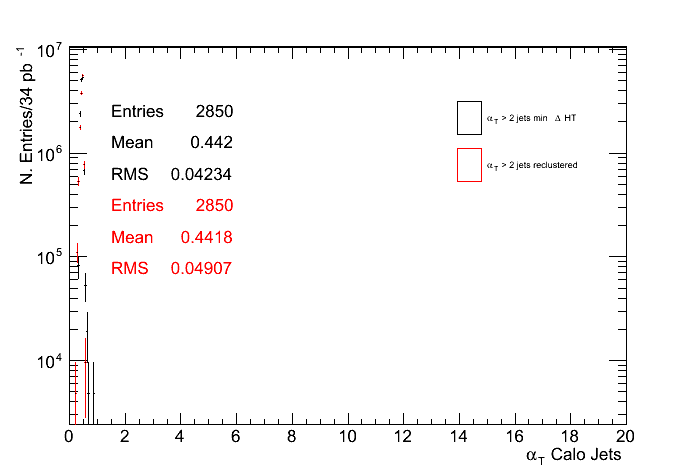 N. Entries/34 pb -1
10^7
10^6
10^5
10^4
Entries 2850
Mean 0.442
RMS 0.04234
Entries 2850
Mean 0.4418
RMS 0.04907
α_T > 2 jets min Δ HT
α_T > 2 jets reclustered
0 2 4 6 8 10 12 14 16 18 20
α_T Calo Jets